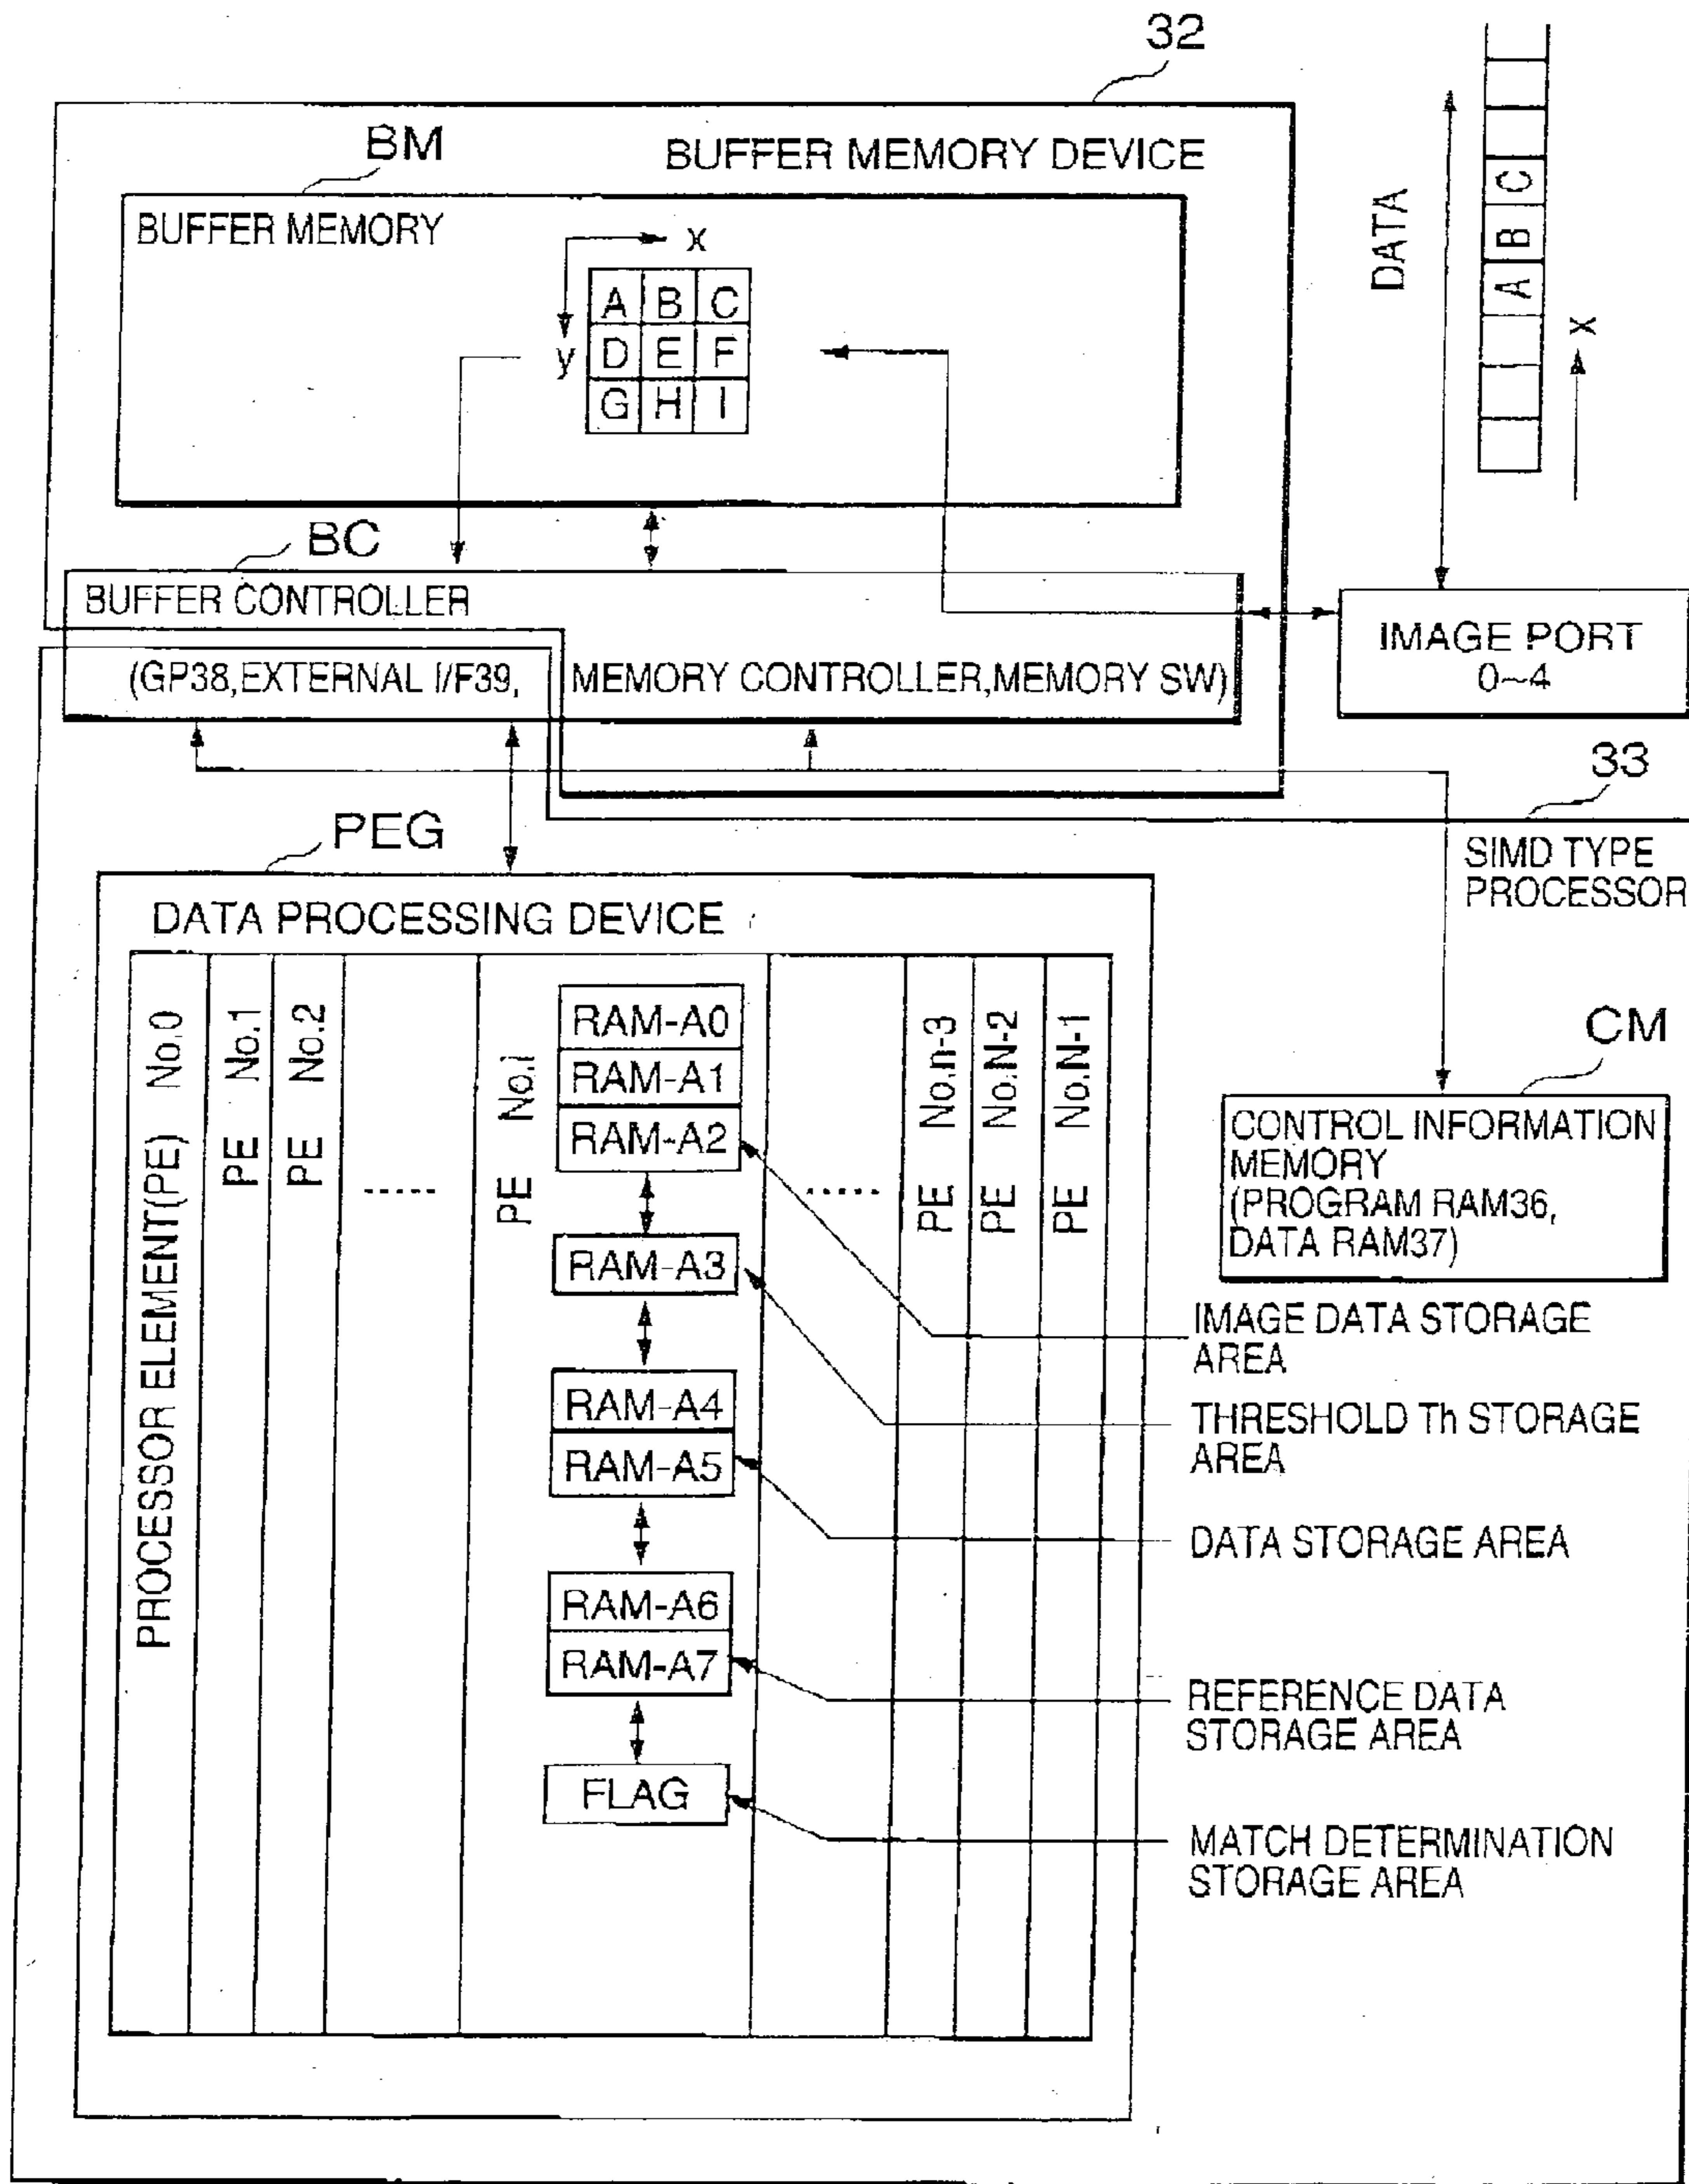 32
BM
BUFFER MEMORY DEVICE
BUFFER MEMORY
x
y
A B C
D E F
G H I
DATA
A B C
X
BC
BUFFER CONTROLLER
(GP38,EXTERNAL I/F39, MEMORY CONTROLLER,MEMORY SW)
IMAGE PORT
0~4
33
SIMD TYPE
PROCESSOR
PEG
DATA PROCESSING DEVICE
PROCESSOR ELEMENT(PE) No.0
PE No.1
PE No.2
.....
PE No.i
RAM-A0
RAM-A1
RAM-A2
RAM-A3
RAM-A4
RAM-A5
RAM-A6
RAM-A7
FLAG
.....
PE No.n-3
PE No.N-2
PE No.N-1
CM
CONTROL INFORMATION
MEMORY
(PROGRAM RAM36,
DATA RAM37)
IMAGE DATA STORAGE
AREA
THRESHOLD Th STORAGE
AREA
DATA STORAGE AREA
REFERENCE DATA
STORAGE AREA
MATCH DETERMINATION
STORAGE AREA